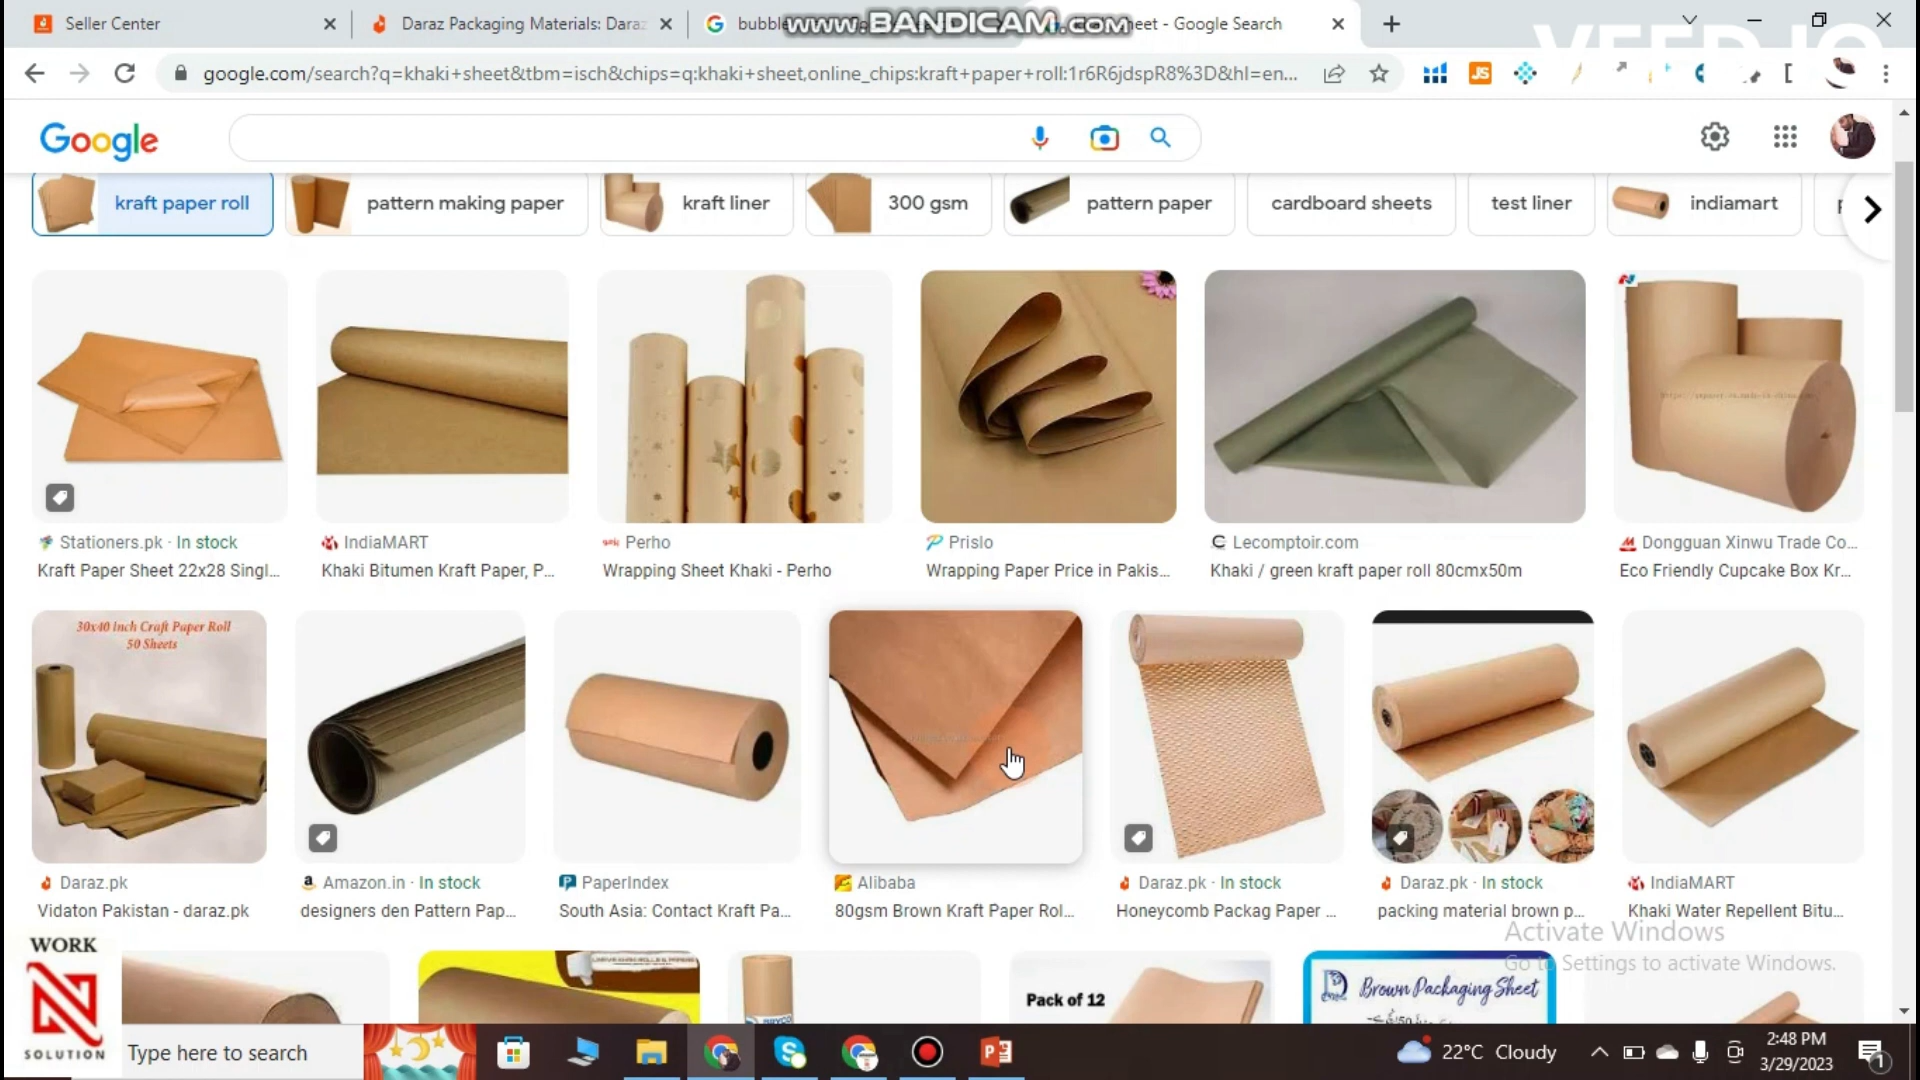 Seller Center
Daraz Packaging Materials: Daraz
bubble
www.BANDICAM.com
sheet - Google Search
VEED.IO
google.com/search?q=khaki+sheet&tbm=isch&chips=q:khaki+sheet,online_chips:kraft+paper+roll:1r6R6jdspR8%3D&hl=en...
JS
Google
kraft paper roll
pattern making paper
kraft liner
300 gsm
pattern paper
cardboard sheets
test liner
indiamart
Stationers.pk · In stock
Kraft Paper Sheet 22x28 Singl...
IndiaMART
Khaki Bitumen Kraft Paper, P...
Perho
Wrapping Sheet Khaki - Perho
Prislo
Wrapping Paper Price in Pakis...
Lecomptoir.com
Khaki / green kraft paper roll 80cmx50m
Dongguan Xinwu Trade Co...
Eco Friendly Cupcake Box Kr...
30x40 Inch Craft Paper Roll
50 Sheets
Daraz.pk
Vidaton Pakistan - daraz.pk
Amazon.in · In stock
designers den Pattern Pap...
PaperIndex
South Asia: Contact Kraft Pa...
Alibaba
80gsm Brown Kraft Paper Rol...
Daraz.pk · In stock
Honeycomb Packag Paper ...
Daraz.pk · In stock
packing material brown p...
IndiaMART
Khaki Water Repellent Bitu...
Activate Windows
Go to Settings to activate Windows.
Pack of 12
Brown Packaging Sheet
WORK
N
SOLUTION
Type here to search
22°C Cloudy
2:48 PM
3/29/2023
1